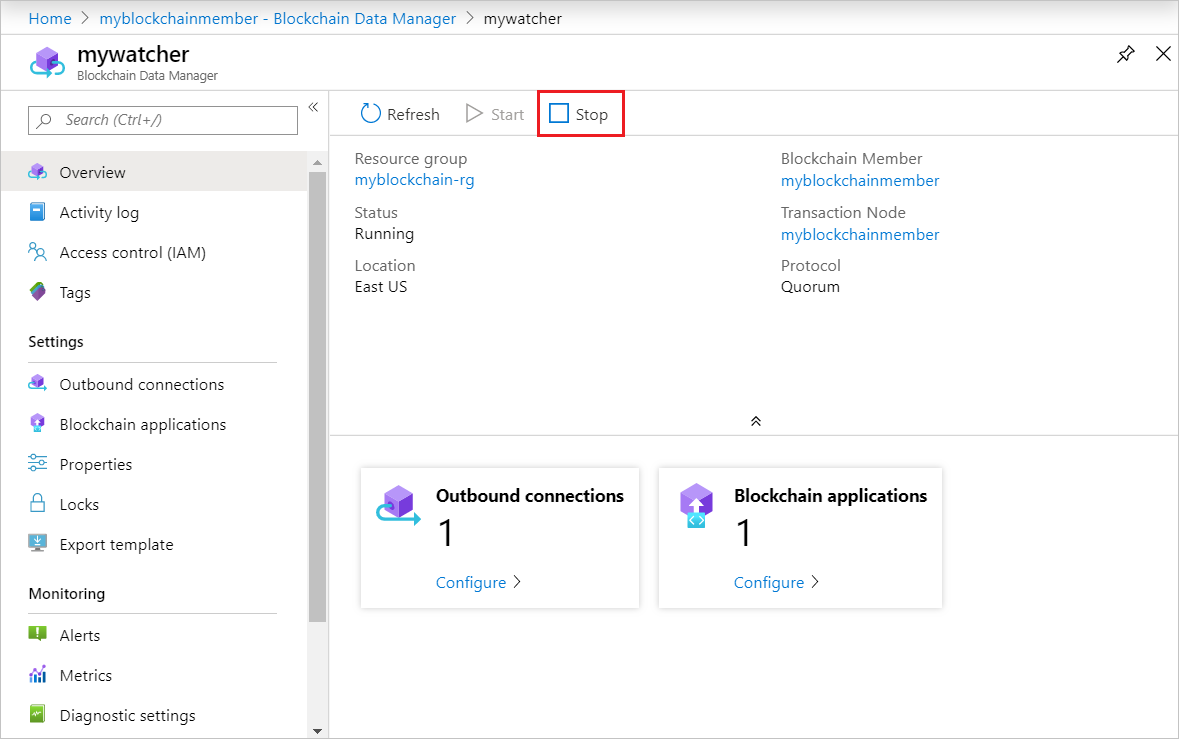 Home > myblockchainmember - Blockchain Data Manager > mywatcher
mywatcher
Blockchain Data Manager
Search (Ctrl+/)
Overview
Activity log
Access control (IAM)
Tags
Settings
Outbound connections
Blockchain applications
Properties
Locks
Export template
Monitoring
Alerts
Metrics
Diagnostic settings
Refresh Start Stop
Resource group
myblockchain-rg
Status
Running
Location
East US
Blockchain Member
myblockchainmember
Transaction Node
myblockchainmember
Protocol
Quorum
Outbound connections
1
Configure >
Blockchain applications
1
Configure >